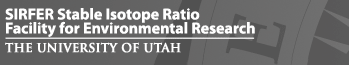 SIRFER Stable Isotope Ratio
Facility for Environmental Research
THE UNIVERSITY OF UTAH